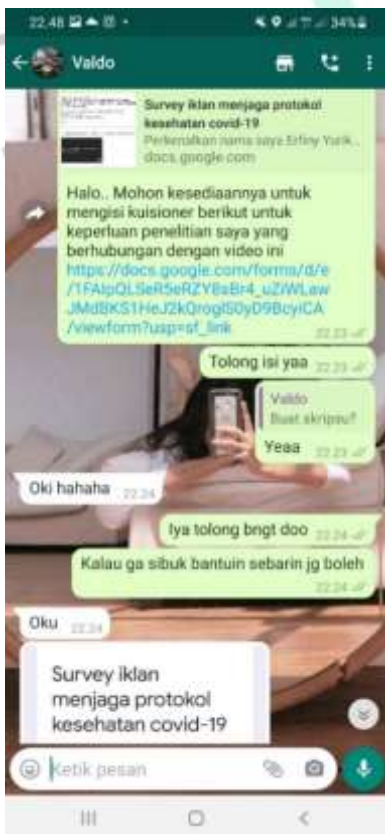 22.48
34%
Valdo
Survey iklan menjaga protokol
kesehatan covid-19
Perkenalkan nama saya Erfiny Yurik...
docs.google.com
Halo.. Mohon kesediaannya untuk
mengisi kuisioner berikut untuk
keperluan penelitian saya yang
berhubungan dengan video ini
https://docs.google.com/forms/d/e
/viewform?usp=sf_link
22.23
Tolong isi yaa 22.23
Valdo
Buat skripsu?
Yeaa 22.23
Oki hahaha 22.24
Iya tolong bngt doo 22.24
Kalau ga sibuk bantuin sebarin jg boleh
22.24
Oku 22.24
Survey iklan
menjaga protokol
kesehatan covid-19
Ketik pesan